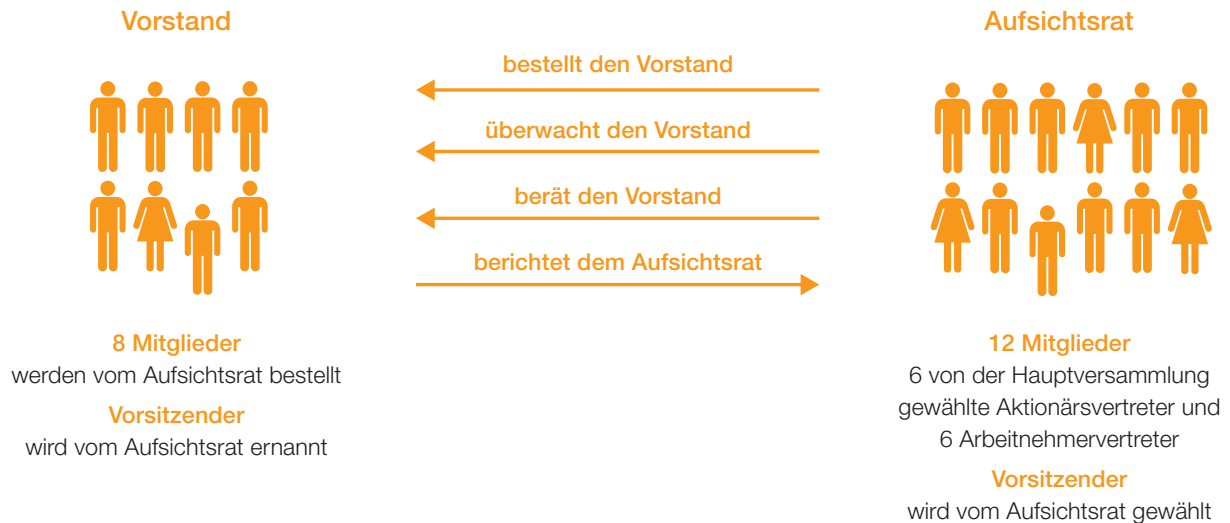 Vorstand
Aufsichtsrat
bestellt den Vorstand
überwacht den Vorstand
berät den Vorstand
berichtet dem Aufsichtsrat
8 Mitglieder
werden vom Aufsichtsrat bestellt
Vorsitzender
wird vom Aufsichtsrat ernannt
12 Mitglieder
6 von der Hauptversammlung
gewählte Aktionärsvertreter und
6 Arbeitnehmervertreter
Vorsitzender
wird vom Aufsichtsrat gewählt